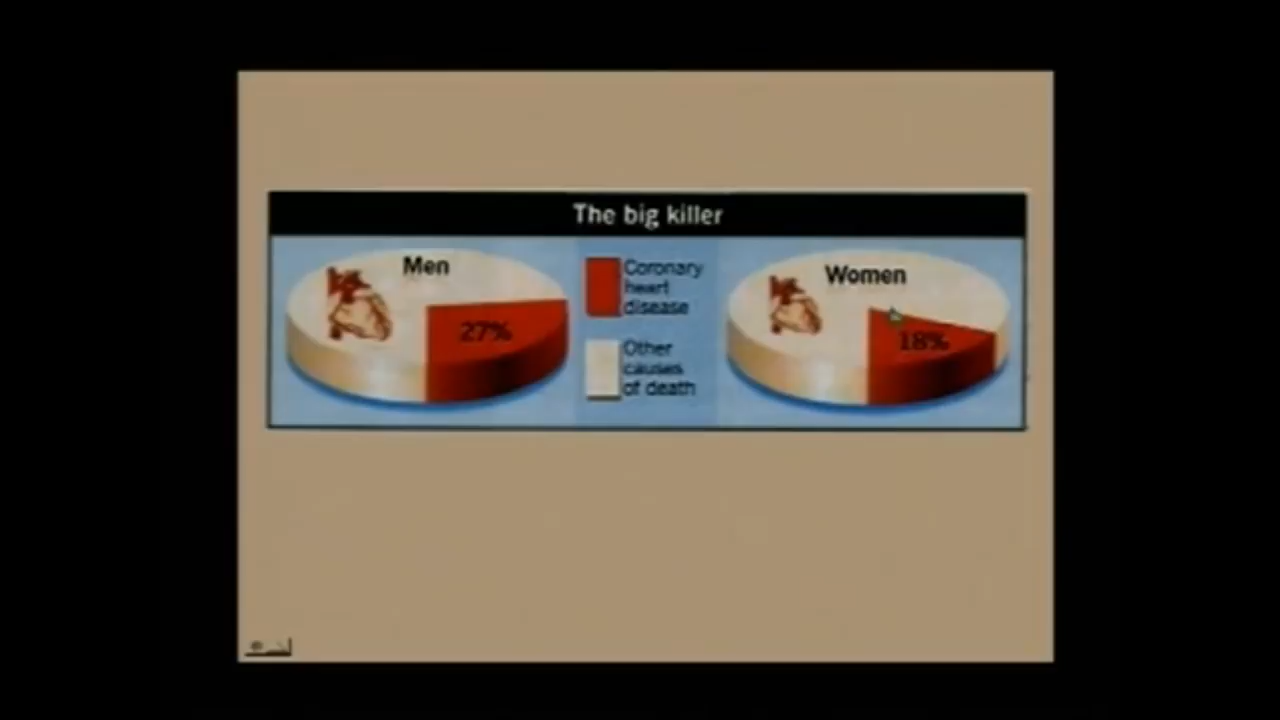 The big killer
Men
27%
Coronary
heart
disease
Other
causes
of death
Women
18%